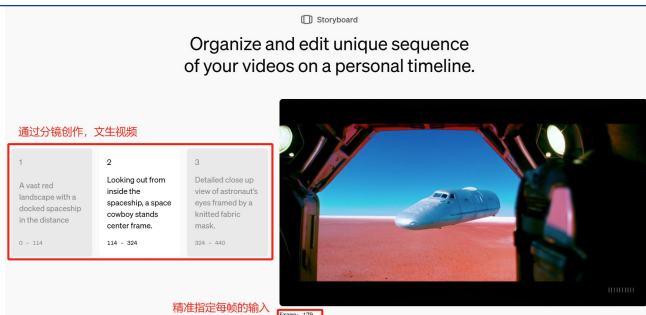 Storyboard
Organize and edit unique sequence
of your videos on a personal timeline.
通过分镜创作，文生视频
1
A vast red
landscape with a
docked spaceship
in the distance
0 - 114
2
Looking out from
inside the
spaceship, a space
cowboy stands
center frame.
114 - 324
3
Detailed close up
view of astronaut's
eyes framed by a
knitted fabric
mask.
324 - 440
精准指定每帧的输入